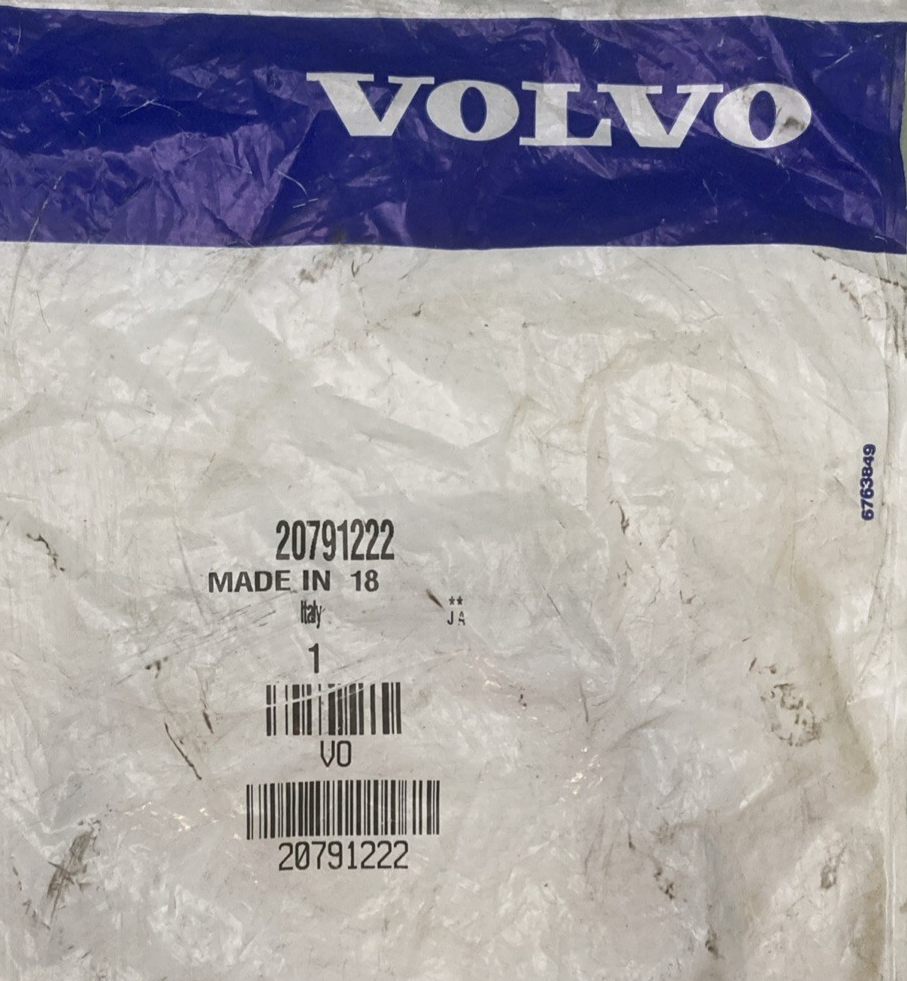 VOLVO
6763849
20791222
MADE IN 18
Italy
**
JA
1
VO
20791222